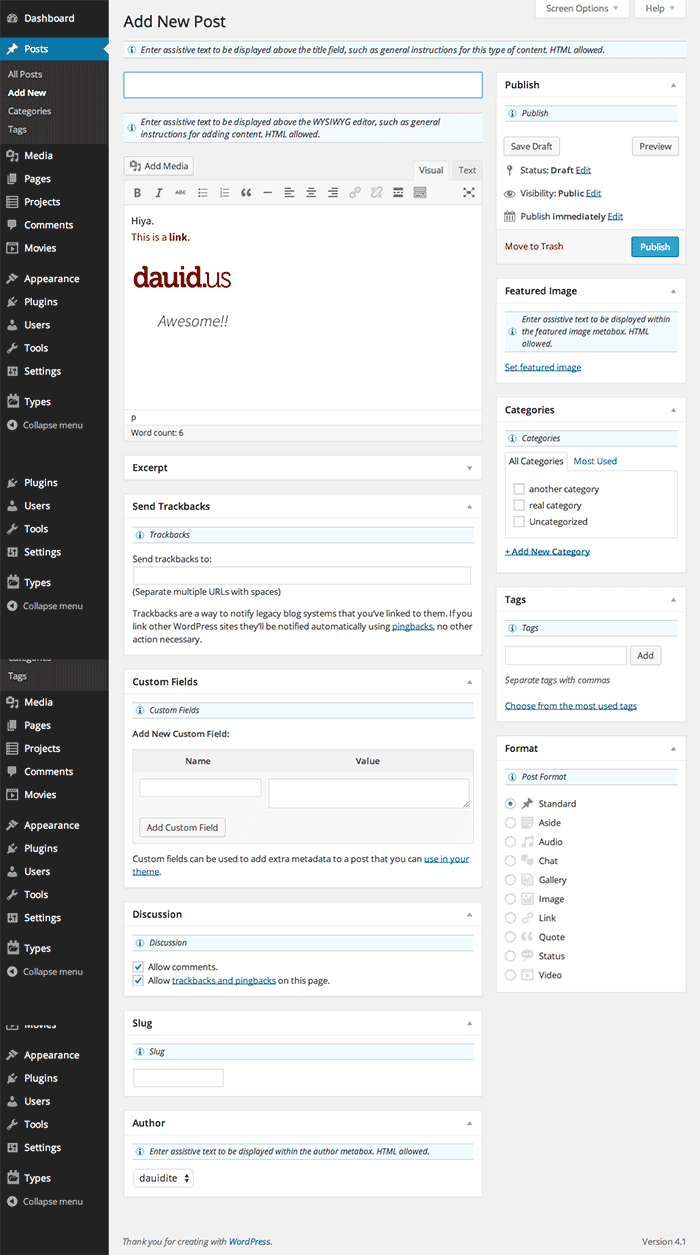 Screen Options
Help
Dashboard
Posts
All Posts
Add New
Categories
Tags
Media
Pages
Projects
Comments
Movies
Appearance
Plugins
Users
Tools
Settings
Types
Collapse menu
Plugins
Users
Tools
Settings
Types
Collapse menu
Categories
Tags
Media
Pages
Projects
Comments
Movies
Appearance
Plugins
Users
Tools
Settings
Types
Collapse menu
Movies
Appearance
Plugins
Users
Tools
Settings
Types
Collapse menu
Add New Post
Enter assistive text to be displayed above the title field, such as general instructions for this type of content. HTML allowed.
Enter assistive text to be displayed above the WYSIWYG editor, such as general
instructions for adding content. HTML allowed.
Add Media
Visual Text
B I ABC
Hiya.
This is a link.
dauid.us
Awesome!!
p
Word count: 6
Excerpt
Send Trackbacks
Trackbacks
Send trackbacks to:
(Separate multiple URLs with spaces)
Trackbacks are a way to notify legacy blog systems that you've linked to them. If you
link other WordPress sites they'll be notified automatically using pingbacks, no other
action necessary.
Custom Fields
Custom Fields
Add New Custom Field:
Name Value
Add Custom Field
Custom fields can be used to add extra metadata to a post that you can use in your
theme.
Discussion
Discussion
Allow comments.
Allow trackbacks and pingbacks on this page.
Slug
Slug
Author
Enter assistive text to be displayed within the author metabox. HTML allowed.
dauidite
Publish
Publish
Save Draft Preview
Status: Draft Edit
Visibility: Public Edit
Publish immediately Edit
Move to Trash Publish
Featured Image
Enter assistive text to be displayed within
the featured image metabox. HTML
allowed.
Set featured image
Categories
Categories
All Categories Most Used
another category
real category
Uncategorized
+ Add New Category
Tags
Tags
Add
Separate tags with commas
Choose from the most used tags
Format
Post Format
Standard
Aside
Audio
Chat
Gallery
Image
Link
Quote
Status
Video
Thank you for creating with WordPress.
Version 4.1